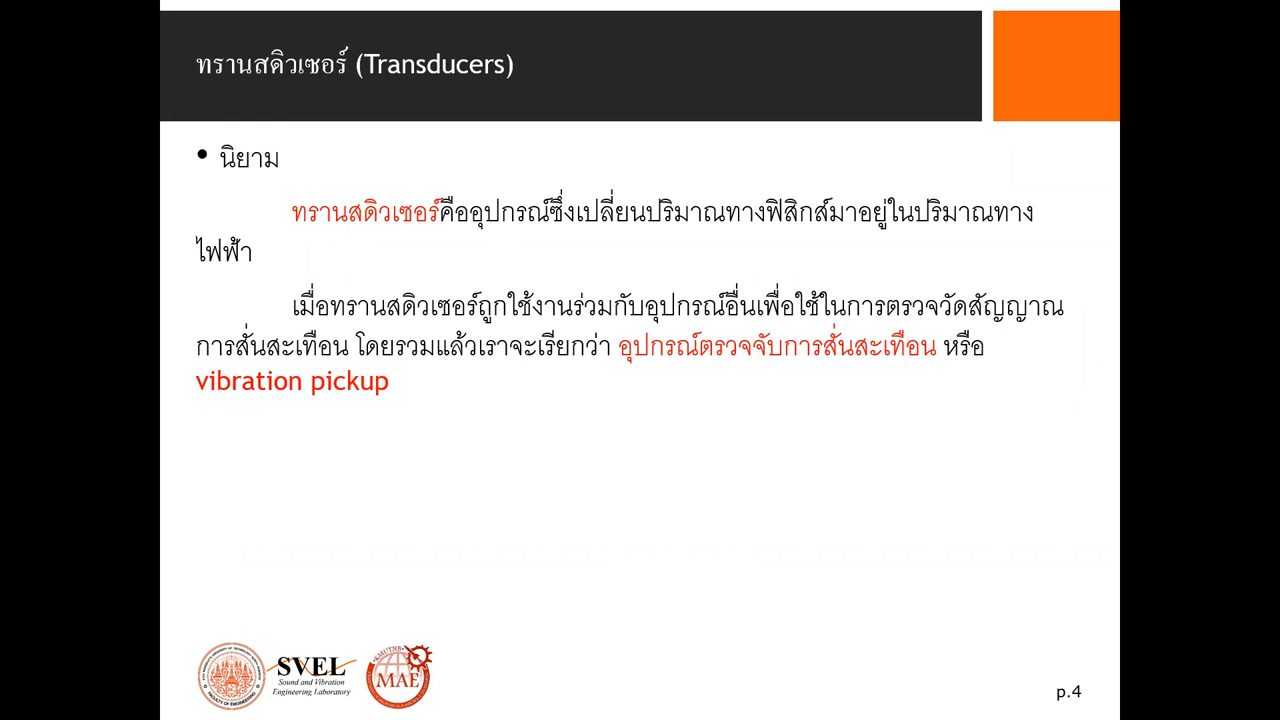 ทรานสดิวเซอร์ (Transducers)
• นิยาม
ทรานสดิวเซอร์คืออุปกรณ์ซึ่งเปลี่ยนปริมาณทางฟิสิกส์มาอยู่ในปริมาณทาง
ไฟฟ้า
เมื่อทรานสดิวเซอร์ถูกใช้งานร่วมกับอุปกรณ์อื่นเพื่อใช้ในการตรวจวัดสัญญาณ
การสั่นสะเทือน โดยรวมแล้วเราจะเรียกว่า อุปกรณ์ตรวจจับการสั่นสะเทือน หรือ
vibration pickup
SVEL
Sound and Vibration
Engineering Laboratory
KMUTNB
MAE
FACULTY OF ENGINEERING
p.4